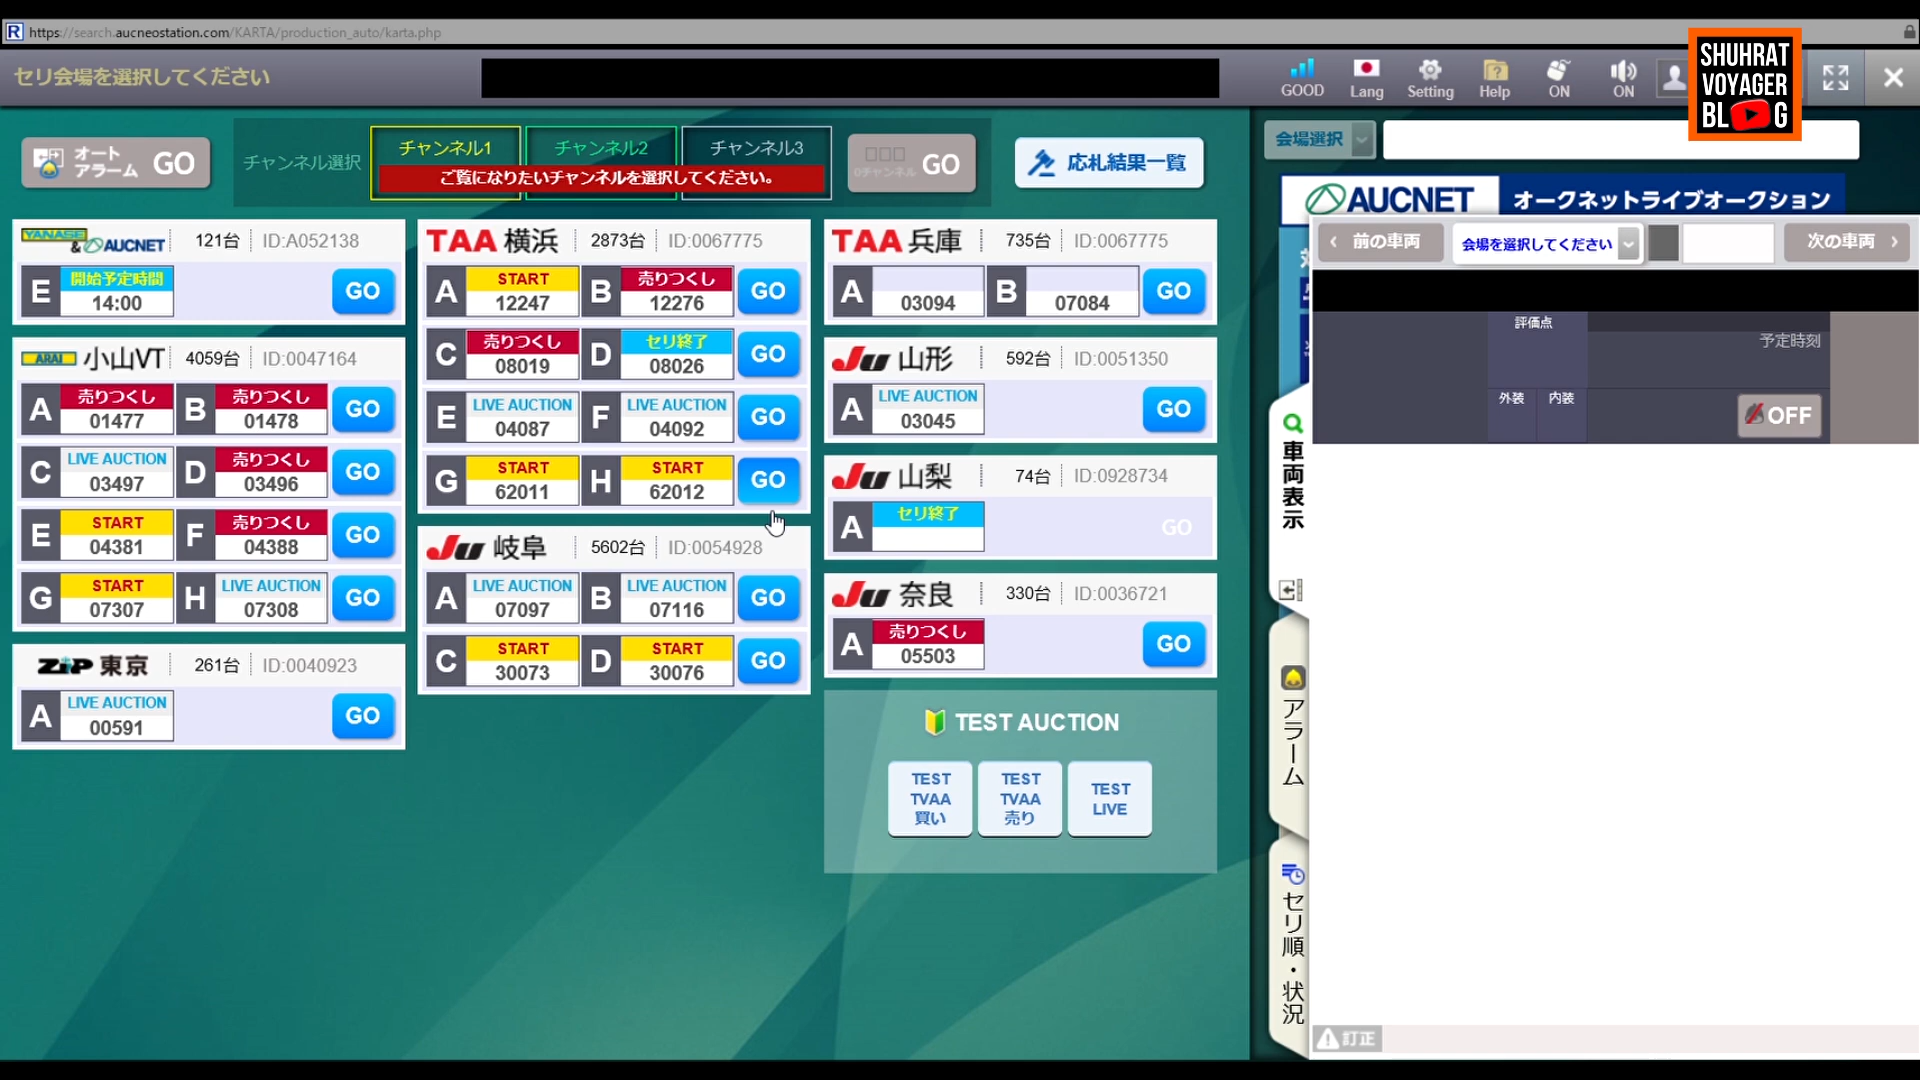 https://search.aucneostation.com/KARTA/production_auto/karta.php
セリ会場を選択してください
GOOD
Lang
Setting
Help
ON
ON
SHUHRAT
VOYAGER
BLOG
オート
アラーム GO
チャンネル選択
チャンネル1
チャンネル2
チャンネル3
ご覧になりたいチャンネルを選択してください。
0チャンネル GO
応札結果一覧
会場選択
YANASE & AUCNET 121台 ID:A052138
E 開始予定時間 14:00 GO
ARAI 小山VT 4059台 ID:0047164
A 売りつくし 01477 B 売りつくし 01478 GO
C LIVE AUCTION 03497 D 売りつくし 03496 GO
E START 04381 F 売りつくし 04388 GO
G START 07307 H LIVE AUCTION 07308 GO
ZIP 東京 261台 ID:0040923
A LIVE AUCTION 00591 GO
TAA 横浜 2873台 ID:0067775
A START 12247 B 売りつくし 12276 GO
C 売りつくし 08019 D セリ終了 08026 GO
E LIVE AUCTION 04087 F LIVE AUCTION 04092 GO
G START 62011 H START 62012 GO
JU 岐阜 5602台 ID:0054928
A LIVE AUCTION 07097 B LIVE AUCTION 07116 GO
C START 30073 D START 30076 GO
TAA 兵庫 735台 ID:0067775
A 03094 B 07084 GO
JU 山形 592台 ID:0051350
A LIVE AUCTION 03045 GO
JU 山梨 74台 ID:0928734
A セリ終了 GO
JU 奈良 330台 ID:0036721
A 売りつくし 05503 GO
TEST AUCTION
TEST TVAA 買い
TEST TVAA 売り
TEST LIVE
AUCNET オークネットライブオークション
前の車両
会場を選択してください
次の車両
評価点
予定時刻
外装 内装
OFF
車両表示
アラーム
セリ順・状況
訂正